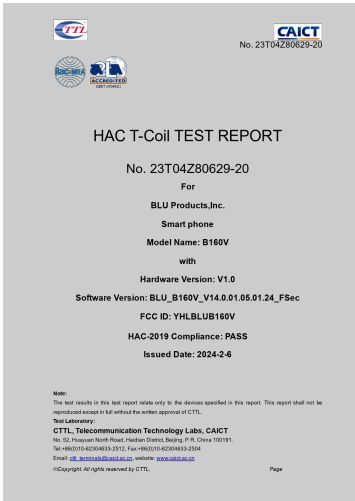 CTTL
CAICT
No. 23T04Z80629-20
ilac-MRA
A2LA
ACCREDITED
HAC T-Coil TEST REPORT
No. 23T04Z80629-20
For
BLU Products,Inc.
Smart phone
Model Name: B160V
with
Hardware Version: V1.0
Software Version: BLU_B160V_V14.0.01.05.01.24_FSec
FCC ID: YHLBLUB160V
HAC-2019 Compliance: PASS
Issued Date: 2024-2-6
Note:
The test results in this test report relate only to the devices specified in this report. This report shall not be
reproduced except in full without the written approval of CTTL.
Test Laboratory:
CTTL, Telecommunication Technology Labs, CAICT
No. 52, Huayuan North Road, Haidian District, Beijing, P. R. China 100191.
Tel:+86(0)10-62304633-2512, Fax:+86(0)10-62304633-2504
Email: cttl_terminals@caict.ac.cn, website: www.caict.ac.cn
©Copyright. All rights reserved by CTTL. Page